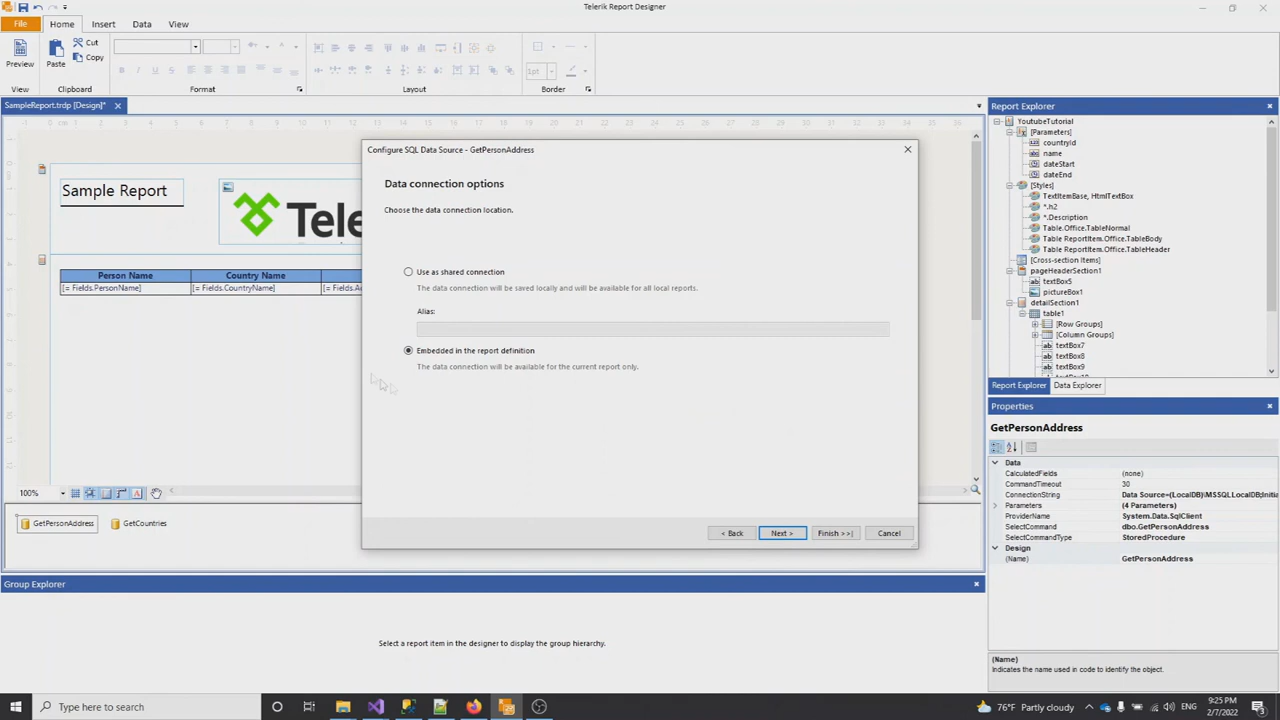 Telerik Report Designer
File
Home
Insert
Data
View
Preview
Paste
Cut
Copy
1pt
View
Clipboard
Format
Layout
Border
SampleReport.trdp [Design]*
Sample Report
Telerik
Person Name
Country Name
[= Fields.PersonName]
[= Fields.CountryName]
[= Fields.Ad
Configure SQL Data Source - GetPersonAddress
Data connection options
Choose the data connection location.
Use as shared connection
The data connection will be saved locally and will be available for all local reports.
Alias:
Embedded in the report definition
The data connection will be available for the current report only.
< Back
Next >
Finish >>|
Cancel
100%
GetPersonAddress
GetCountries
Group Explorer
Select a report item in the designer to display the group hierarchy.
Report Explorer
YoutubeTutorial
[Parameters]
countryId
name
dateStart
dateEnd
[Styles]
TextItemBase, HtmlTextBox
*.h2
*.Description
Table.Office.TableNormal
Table ReportItem.Office.TableBody
Table ReportItem.Office.TableHeader
[Cross-section Items]
pageHeaderSection1
textBox5
pictureBox1
detailSection1
table1
[Row Groups]
[Column Groups]
textBox7
textBox8
textBox9
Report Explorer
Data Explorer
Properties
GetPersonAddress
Data
CalculatedFields (none)
CommandTimeout 30
ConnectionString Data Source=(LocalDB)\MSSQLLocalDB;Initia
Parameters (4 Parameters)
ProviderName System.Data.SqlClient
SelectCommand dbo.GetPersonAddress
SelectCommandType StoredProcedure
Design
(Name) GetPersonAddress
(Name)
Indicates the name used in code to identify the object.
Type here to search
76°F Partly cloudy
ENG
9:25 PM
2/7/2022